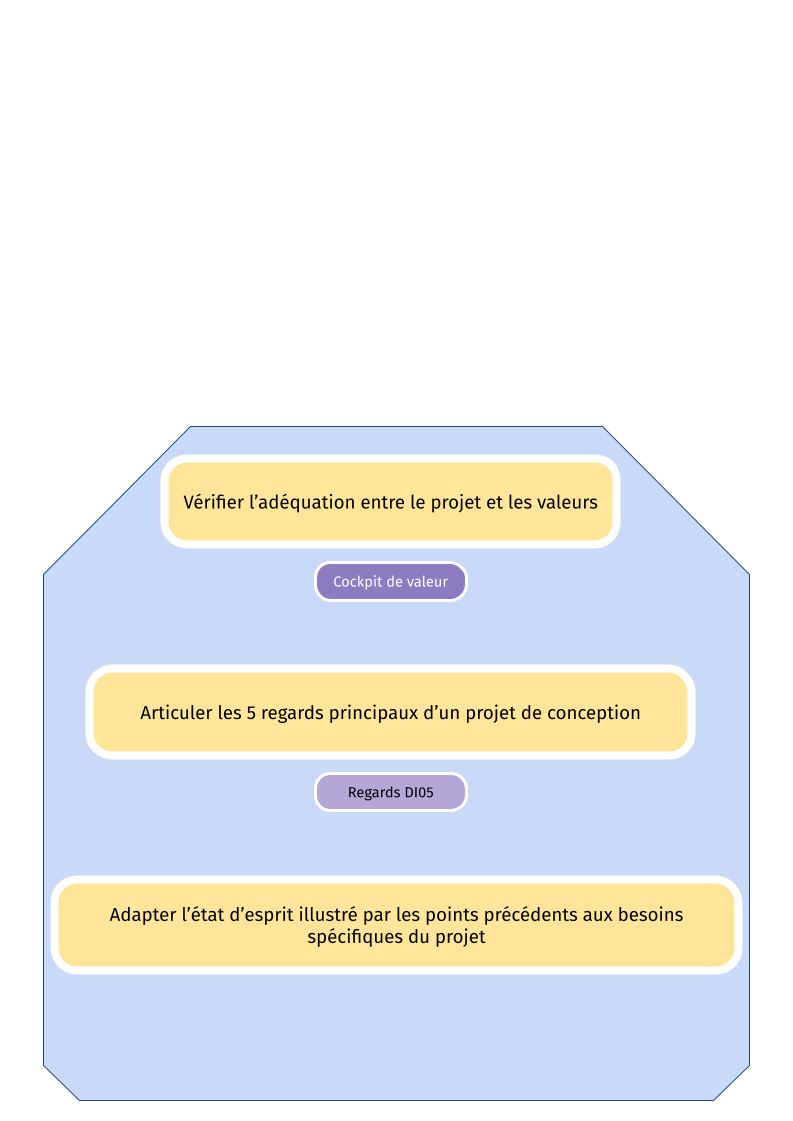 Vérifier l’adéquation entre le projet et les valeurs
Cockpit de valeur
Articuler les 5 regards principaux d’un projet de conception
Regards DI05
Adapter l’état d’esprit illustré par les points précédents aux besoins
spécifiques du projet